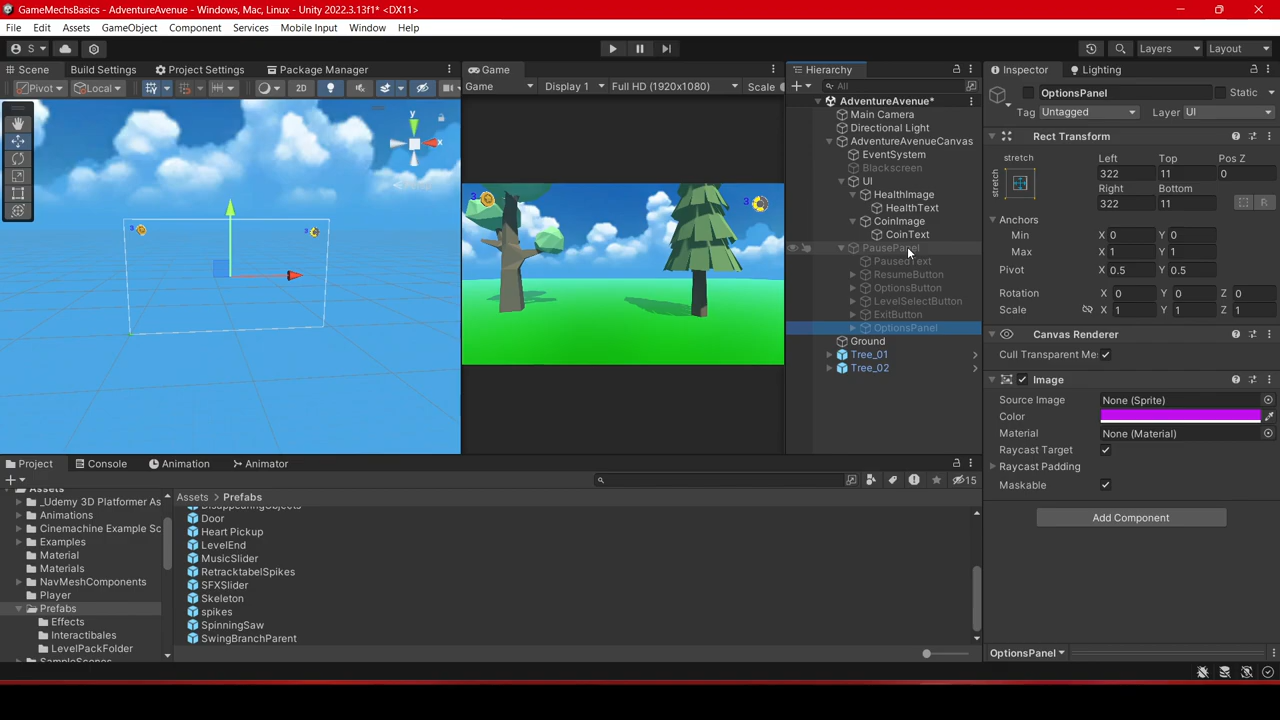 GameMechsBasics - AdventureAvenue - Windows, Mac, Linux - Unity 2022.3.13f1* <DX11>
File Edit Assets GameObject Component Services Mobile Input Window Help
S Layers Layout
Scene Build Settings Project Settings Package Manager
Pivot Local 2D
y
x
Game
Game Display 1 Full HD (1920x1080) Scale
3 3
Hierarchy
All
AdventureAvenue*
Main Camera
Directional Light
AdventureAvenueCanvas
EventSystem
Blackscreen
UI
HealthImage
HealthText
CoinImage
CoinText
PausePanel
PausedText
ResumeButton
OptionsButton
LevelSelectButton
ExitButton
OptionsPanel
Ground
Tree_01
Tree_02
Inspector Lighting
OptionsPanel Static
Tag Untagged Layer UI
Rect Transform
stretch Left Top Pos Z
stretch 322 11 0
Right Bottom
322 11 R
Anchors
Min X 0 Y 0
Max X 1 Y 1
Pivot X 0.5 Y 0.5
Rotation X 0 Y 0 Z 0
Scale X 1 Y 1 Z 1
Canvas Renderer
Cull Transparent Me
Image
Source Image None (Sprite)
Color
Material None (Material)
Raycast Target
Raycast Padding
Maskable
Add Component
OptionsPanel
Project Console Animation Animator
15
Assets
_Udemy 3D Platformer As
Animations
Cinemachine Example Sc
Examples
Material
Materials
NavMeshComponents
Player
Prefabs
Effects
Interactibales
LevelPackFolder
SampleScenes
Assets > Prefabs
DisappearingObjects
Door
Heart Pickup
LevelEnd
MusicSlider
RetracktabelSpikes
SFXSlider
Skeleton
spikes
SpinningSaw
SwingBranchParent